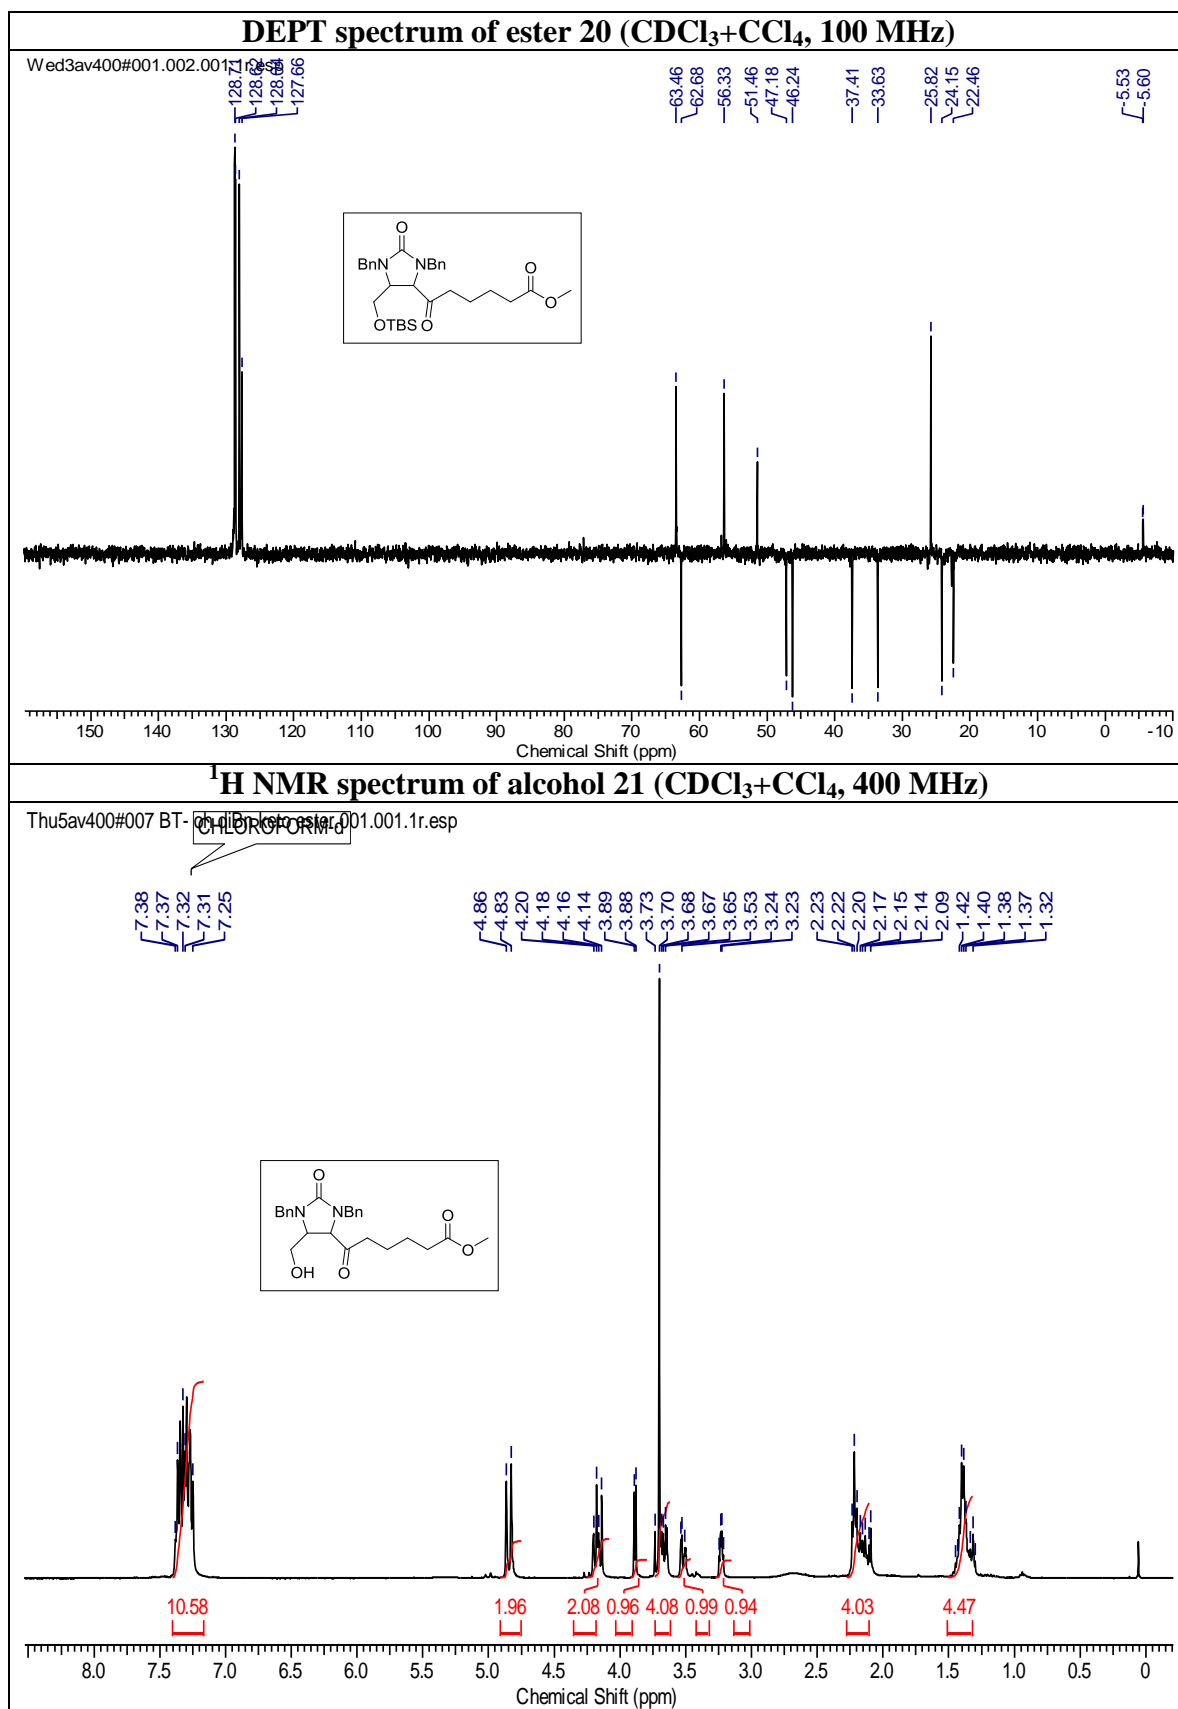 DEPT spectrum of ester 20 (CDCl3+CCl4, 100 MHz)
Wed3av400#001.002.001.1r.esp
128.71
128.62
128.04
127.66
63.46
62.68
56.33
51.46
47.18
46.24
37.41
33.63
25.82
24.15
22.46
-5.53
-5.60
O
BnN NBn
O
O
OTBS O
150 140 130 120 110 100 90 80 70 60 50 40 30 20 10 0 -10
Chemical Shift (ppm)
1H NMR spectrum of alcohol 21 (CDCl3+CCl4, 400 MHz)
Thu5av400#007 BT- oh diBn keto ester.001.001.1r.esp
CHLOROFORM-d
7.38
7.37
7.32
7.31
7.25
4.86
4.83
4.20
4.18
4.16
4.14
3.89
3.88
3.73
3.70
3.68
3.67
3.65
3.53
3.24
3.23
2.23
2.22
2.20
2.17
2.15
2.14
2.09
1.42
1.40
1.38
1.37
1.32
O
BnN NBn
O
O
OH O
10.58 1.96 2.08 0.96 4.08 0.99 0.94 4.03 4.47
8.0 7.5 7.0 6.5 6.0 5.5 5.0 4.5 4.0 3.5 3.0 2.5 2.0 1.5 1.0 0.5 0
Chemical Shift (ppm)